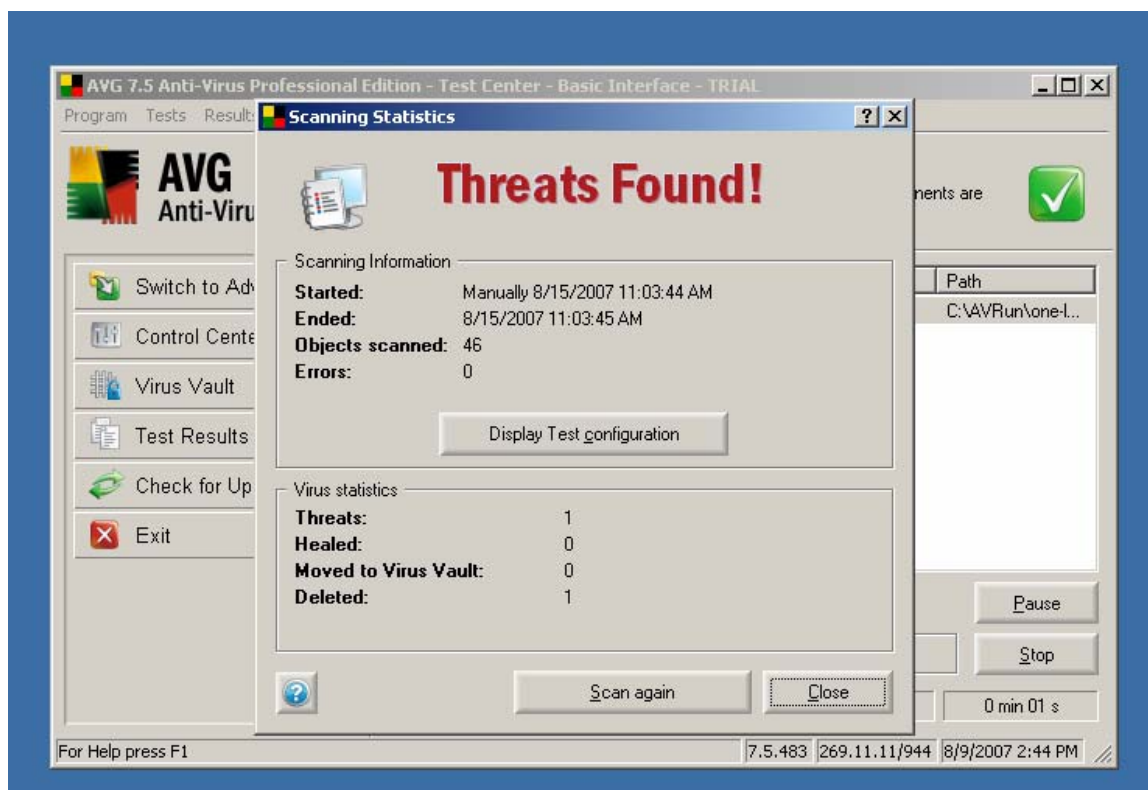 AVG 7.5 Anti-Virus Professional Edition - Test Center - Basic Interface - TRIAL
Program Tests Result
Scanning Statistics
AVG
Anti-Viru
Threats Found!
nents are
Switch to Adv
Control Cente
Virus Vault
Test Results
Check for Up
Exit
Scanning Information
Started: Manually 8/15/2007 11:03:44 AM
Ended: 8/15/2007 11:03:45 AM
Objects scanned: 46
Errors: 0
Display Test configuration
Virus statistics
Threats: 1
Healed: 0
Moved to Virus Vault: 0
Deleted: 1
Scan again
Close
Path
C:\AVRun\one-l...
Pause
Stop
0 min 01 s
For Help press F1
7.5.483 269.11.11/944 8/9/2007 2:44 PM